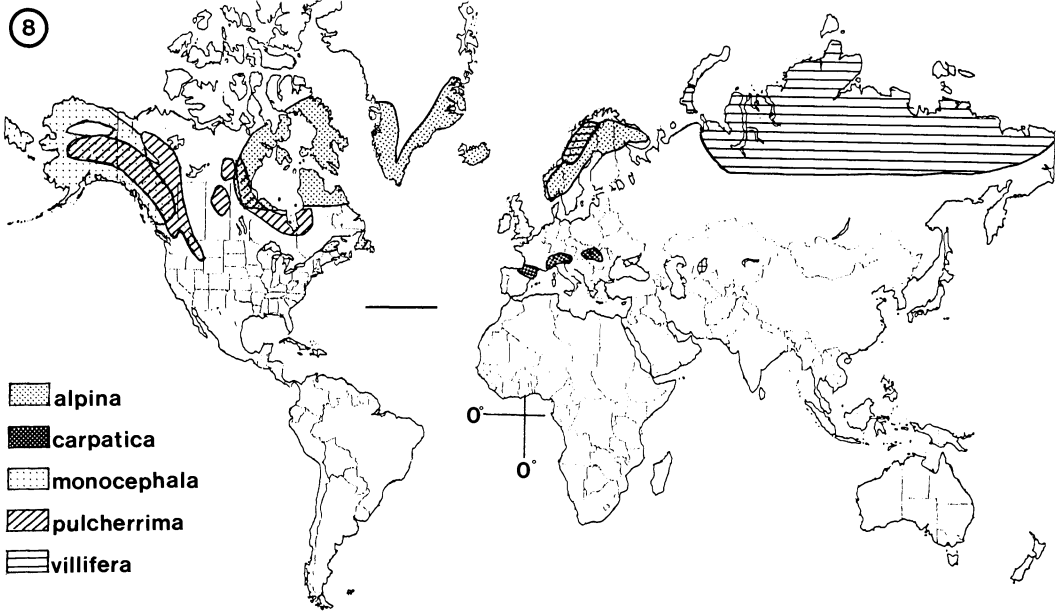 8
0°
0°
alpina
carpatica
monocephala
pulcherrima
villifera